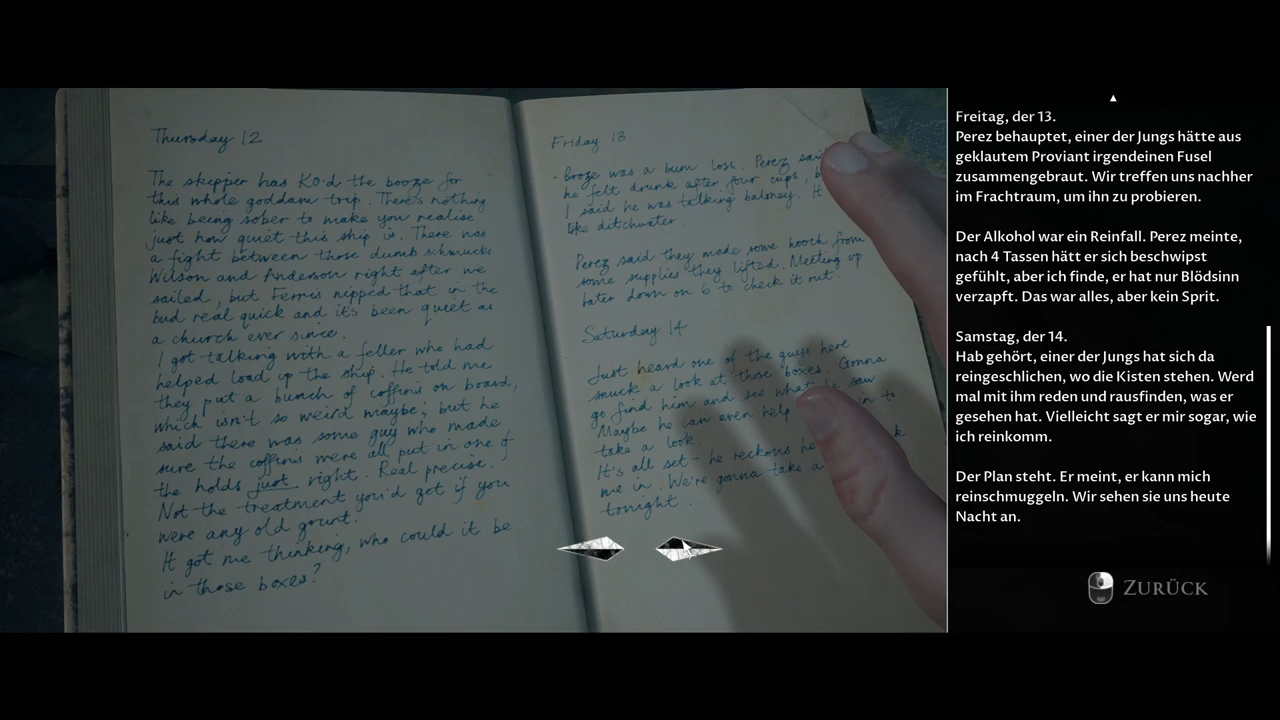 Thursday 12
The skepper has KO'd the booze for
this whole goddam trip. There's nothing
like being sober to make you realise
just how quiet this ship is. There was
a fight between those dumb schmucks
Wilson and Anderson right after we
sailed, but Ferris nipped that in the
bud real quick and it's been quiet as
a church ever since.
I got talking with a feller who had
helped load up the ship. He told me
they put a bunch of coffins on board,
which isn't so weird maybe; but he
said there was some guy who made
sure the coffins were all put in one of
the holds just right. Real precise.
Not the treatment you'd get if you
were any old grunt.
It got me thinking, who could it be
in those boxes?
Friday 13
Booze was a bum loss. Perez said
he felt drunk after four cups,
I said he was talking baloney. It
like ditchwater.
Perez said they made some hooch from
some supplies they lifted. Meeting up
later down on 6 to check it out
Saturday 14
Just heard one of the guys here
snuck a look at those boxes. Gonna
go find him and see what he saw
Maybe he can even help in to
take a look.
It's all set - he reckons he
me in. We're gonna take a
tonight.
Freitag, der 13.
Perez behauptet, einer der Jungs hätte aus
geklautem Proviant irgendeinen Fusel
zusammengebraut. Wir treffen uns nachher
im Frachtraum, um ihn zu probieren.
Der Alkohol war ein Reinfall. Perez meinte,
nach 4 Tassen hätt er sich beschwipst
gefühlt, aber ich finde, er hat nur Blödsinn
verzapft. Das war alles, aber kein Sprit.
Samstag, der 14.
Hab gehört, einer der Jungs hat sich da
reingeschlichen, wo die Kisten stehen. Werd
mal mit ihm reden und rausfinden, was er
gesehen hat. Vielleicht sagt er mir sogar, wie
ich reinkomm.
Der Plan steht. Er meint, er kann mich
reinschmuggeln. Wir sehen sie uns heute
Nacht an.
ZURÜCK